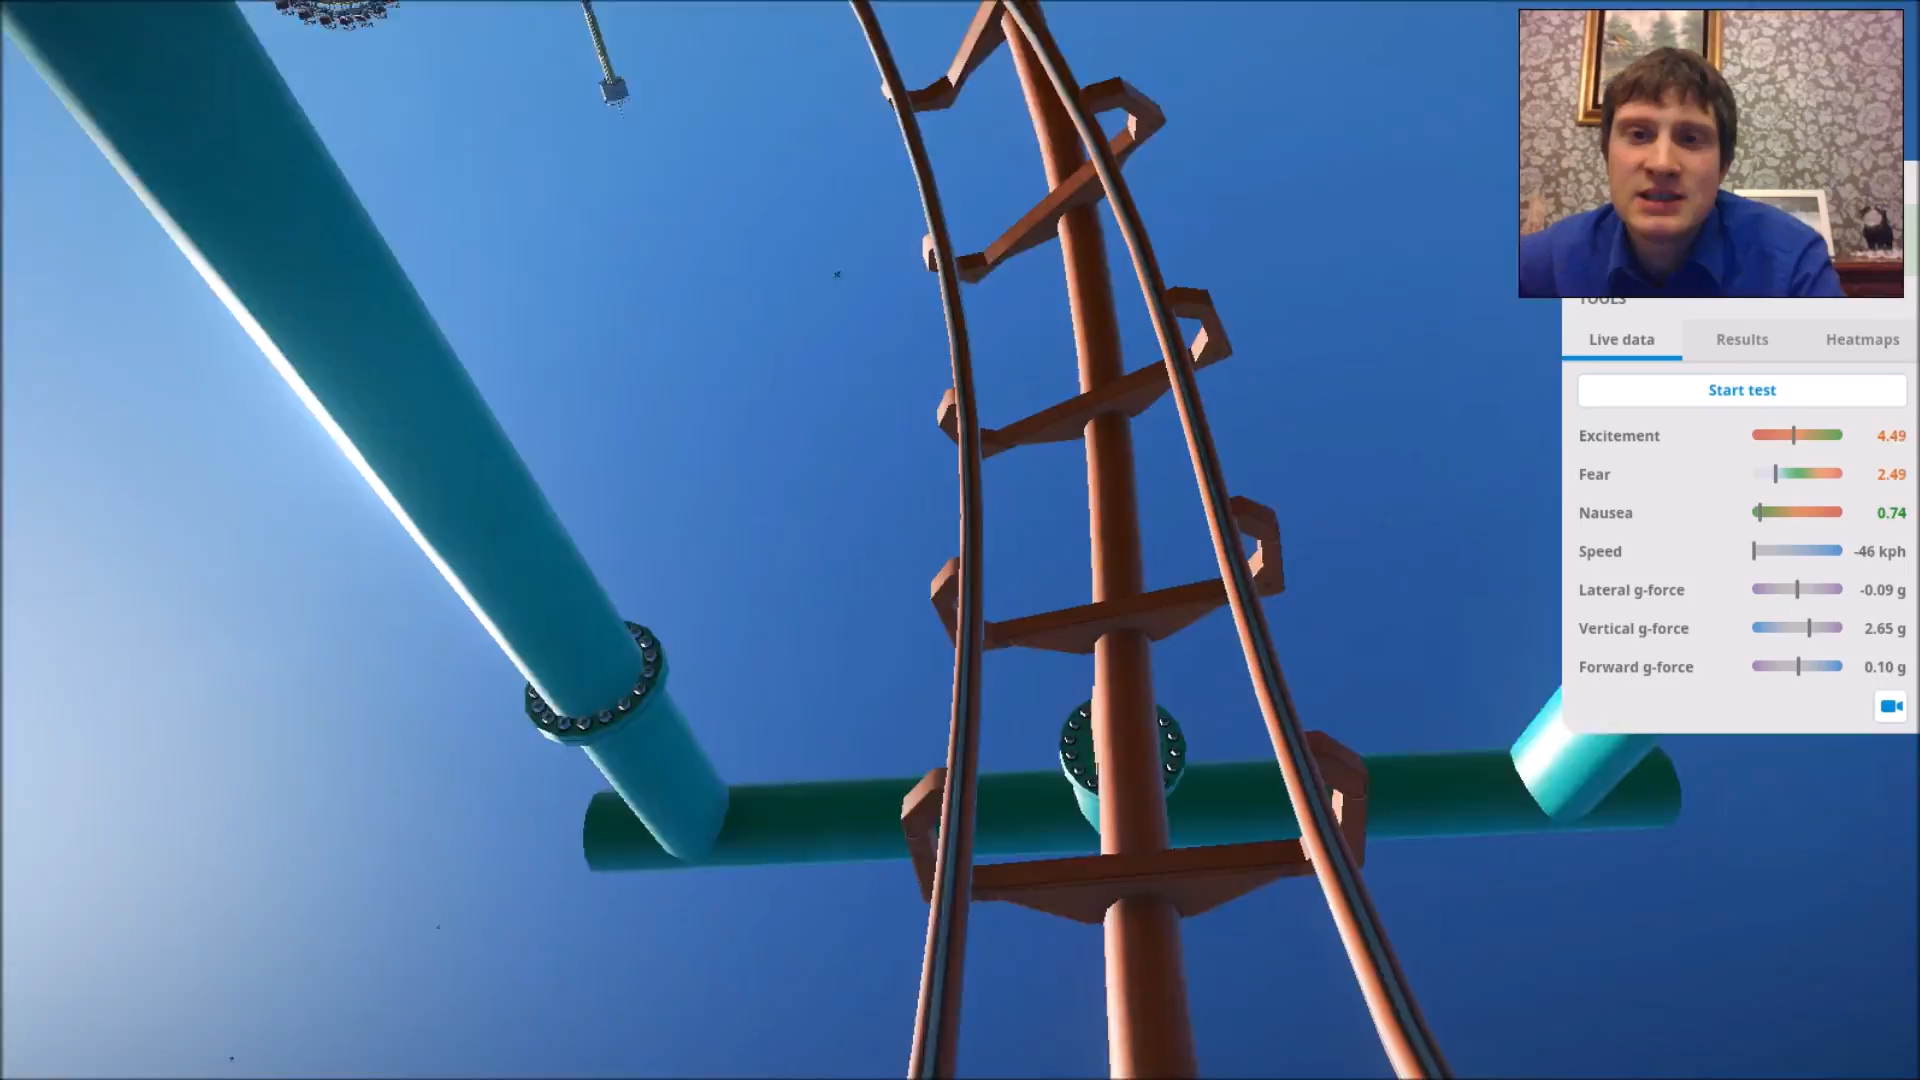 TOOLS
Live data Results Heatmaps
Start test
Excitement 4.49
Fear 2.49
Nausea 0.74
Speed -46 kph
Lateral g-force -0.09 g
Vertical g-force 2.65 g
Forward g-force 0.10 g